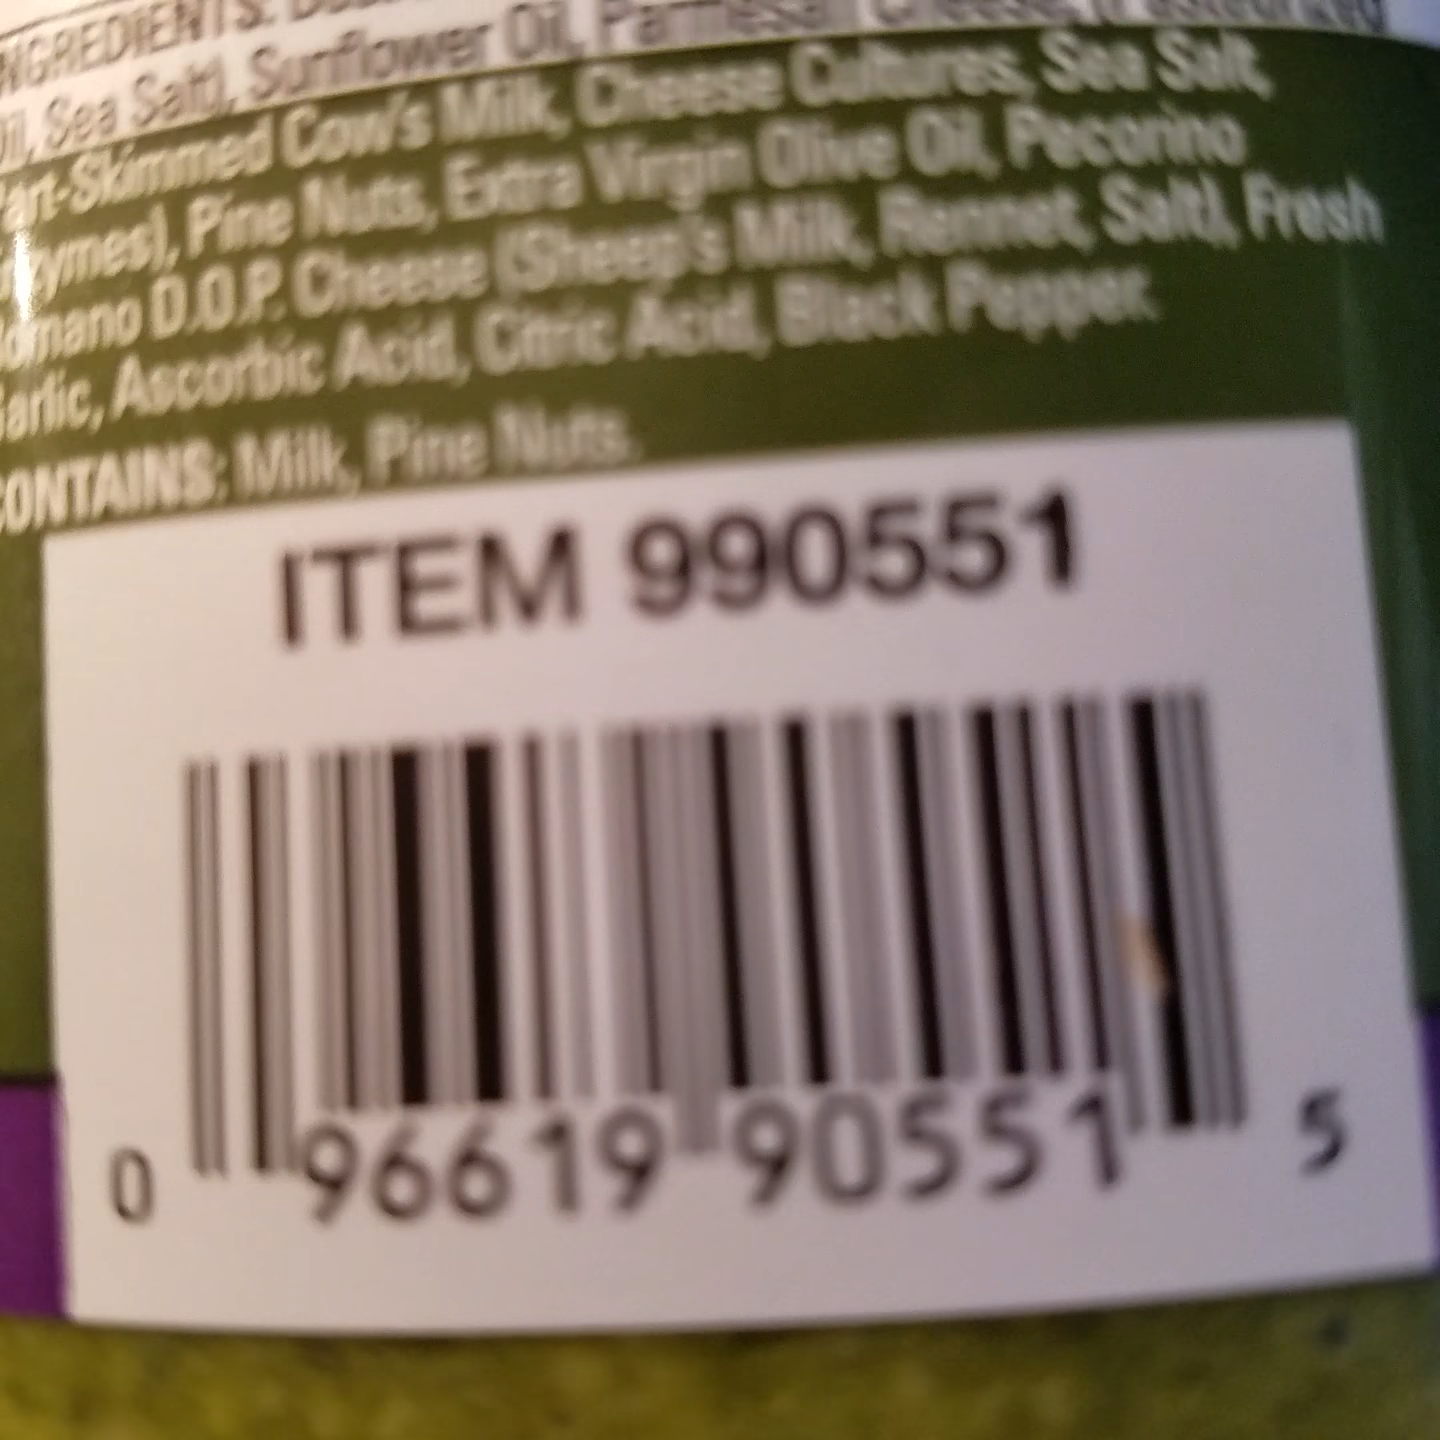 INGREDIENTS:
Oil, Sea Salt), Sunflower Oil, Parmesan Cheese, (Pasteurized
Part-Skimmed Cow's Milk, Cheese Cultures, Sea Salt,
zymes), Pine Nuts, Extra Virgin Olive Oil, Pecorino
Romano D.O.P. Cheese (Sheep's Milk, Rennet, Salt), Fresh
Garlic, Ascorbic Acid, Citric Acid, Black Pepper.
CONTAINS: Milk, Pine Nuts.
ITEM 990551
0 96619 90551 5